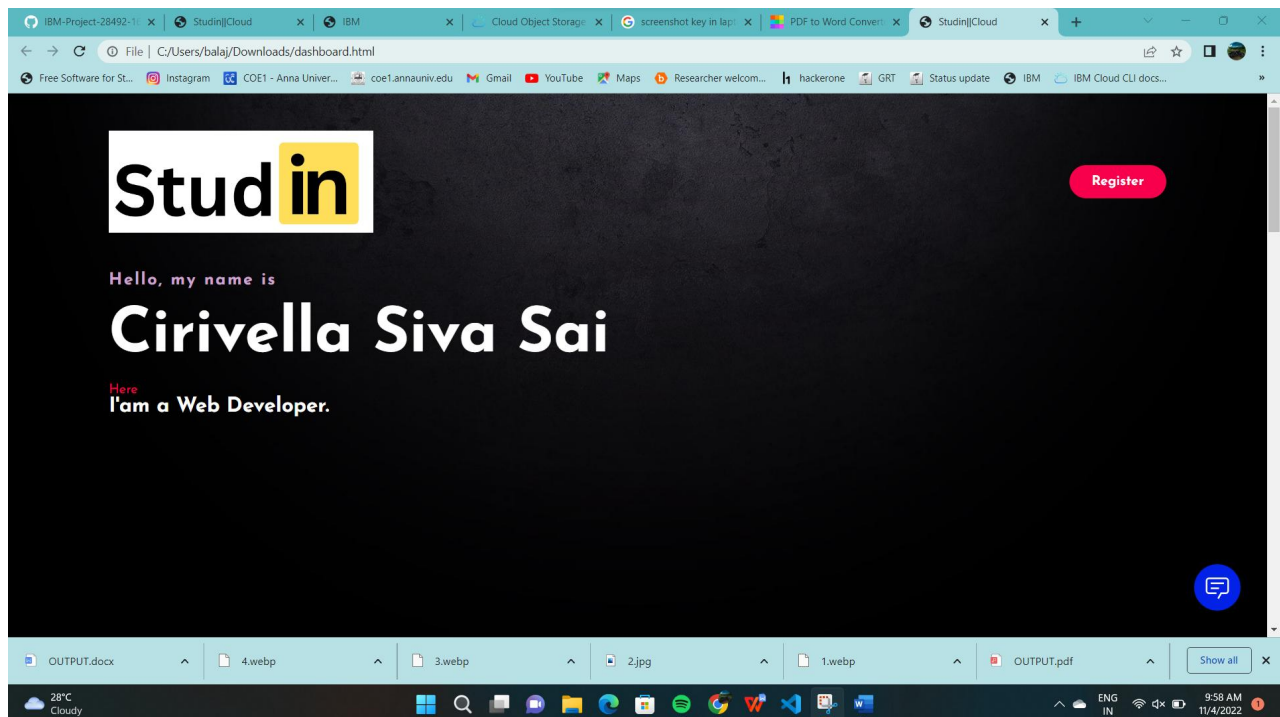 IBM-Project-28492-16
Studin||Cloud
IBM
Cloud Object Storage
screenshot key in lapt
PDF to Word Convert
Studin||Cloud
File | C:/Users/balaj/Downloads/dashboard.html
Free Software for St...
Instagram
COE1 - Anna Univer...
coe1.annauniv.edu
Gmail
YouTube
Maps
Researcher welcom...
hackerone
GRT
Status update
IBM
IBM Cloud CLI docs...
»
Stud in
Register
Hello, my name is
Cirivella Siva Sai
Here
I'am a Web Developer.
OUTPUT.docx
4.webp
3.webp
2.jpg
1.webp
OUTPUT.pdf
Show all
28°C
Cloudy
ENG
IN
9:58 AM
11/4/2022
1